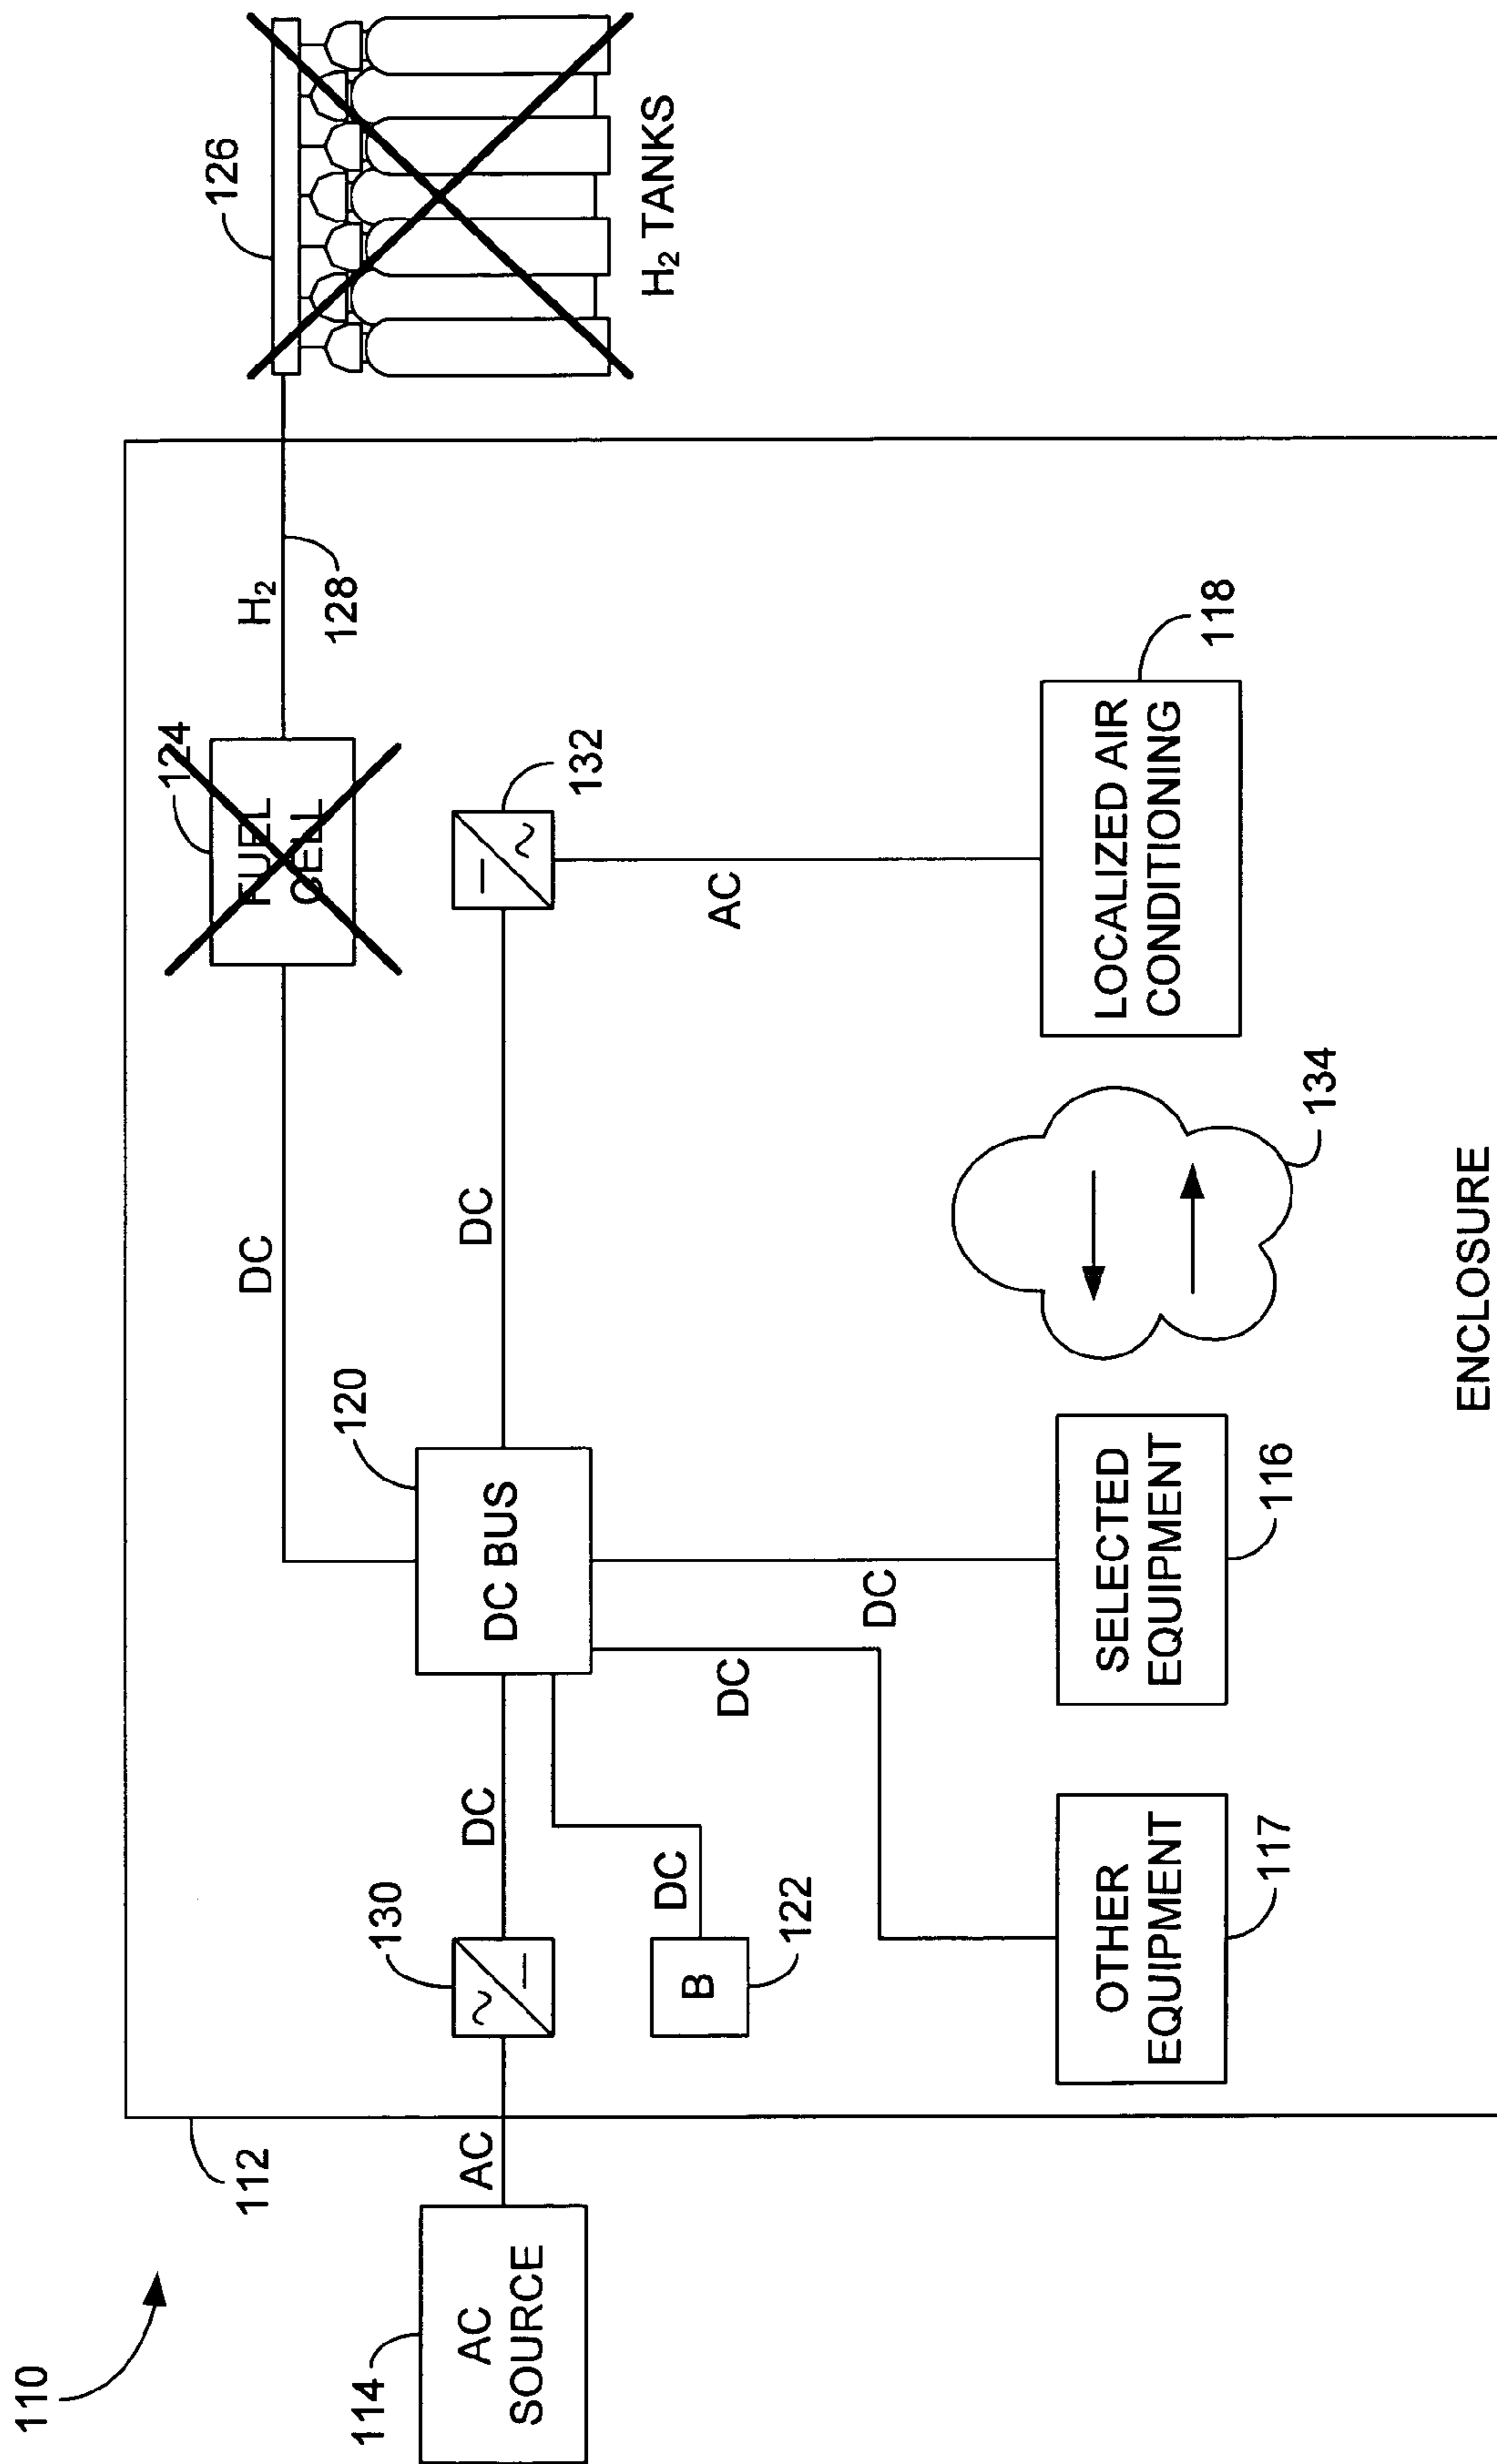 110
112
114
AC
SOURCE
AC
130
DC
B
122
DC
120
DC BUS
DC
DC
124
FUEL
CELL
H₂
128
126
H₂ TANKS
DC
132
AC
DC
DC
OTHER
EQUIPMENT
117
SELECTED
EQUIPMENT
116
134
LOCALIZED AIR
CONDITIONING
118
ENCLOSURE